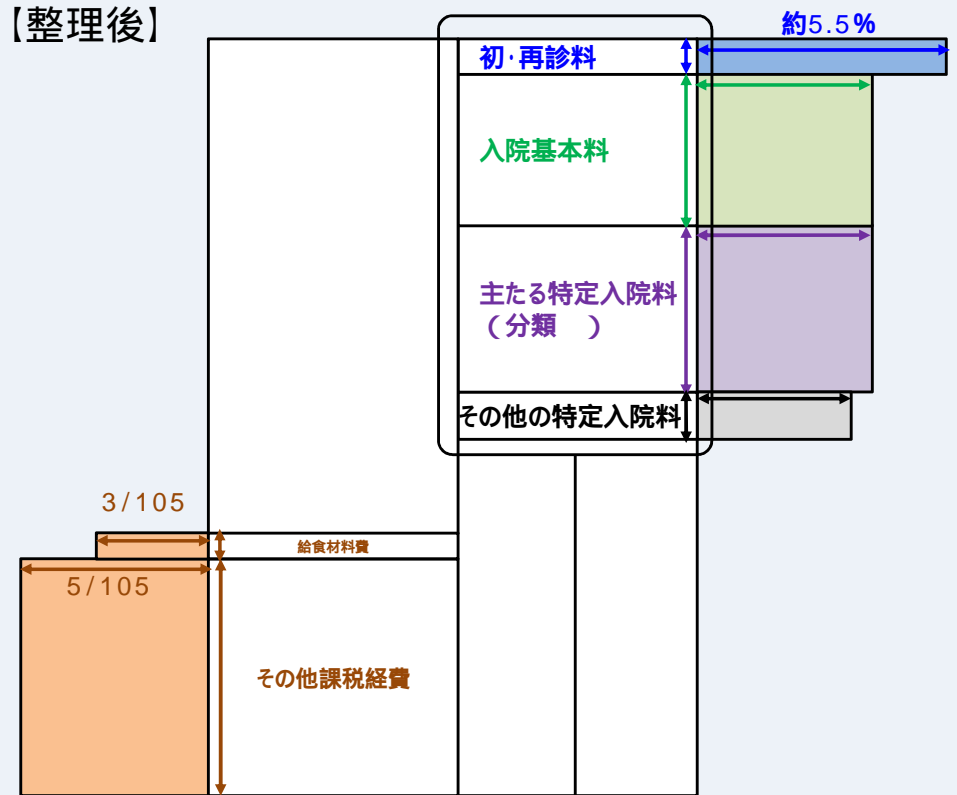 【整理後】
約5.5%
初・再診料
入院基本料
主たる特定入院料
(分類　)
その他の特定入院料
3/105
給食材料費
5/105
その他課税経費